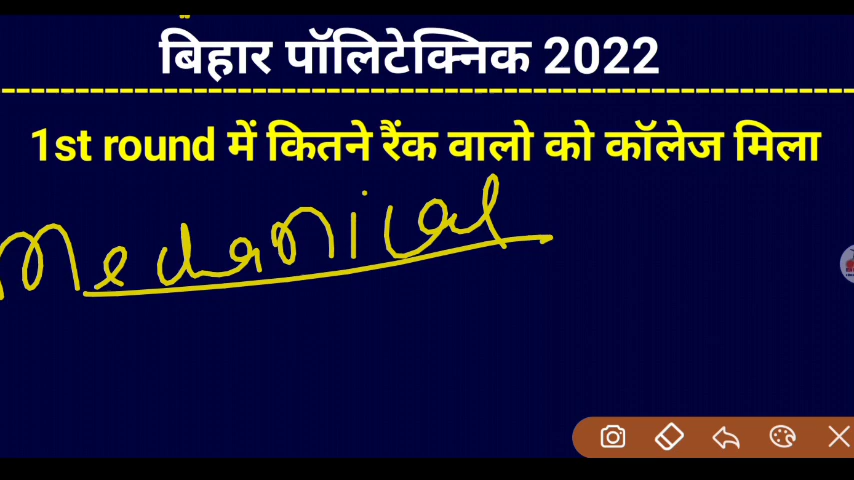 बिहार पॉलिटेक्निक 2022
1st round में कितने रैंक वालो को कॉलेज मिला
Mechanical